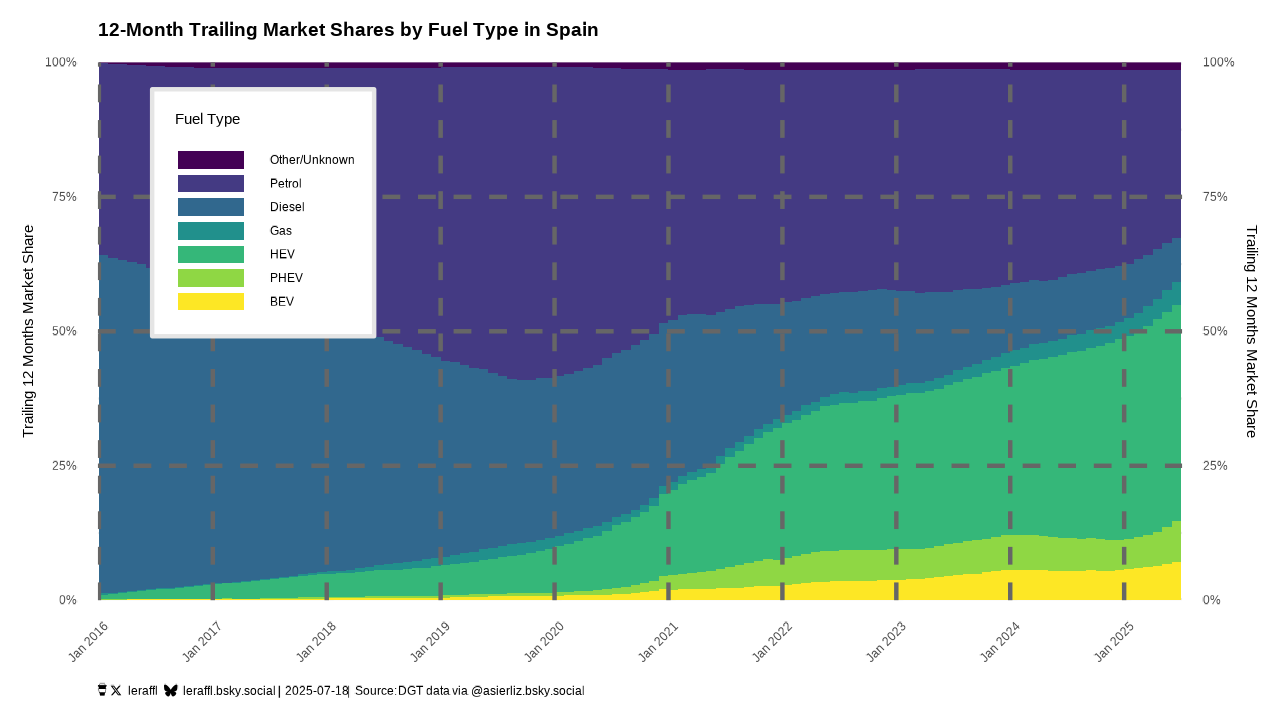 12-Month Trailing Market Shares by Fuel Type in Spain
100%
100%
Fuel Type
Other/Unknown
Petrol
75%
75%
Diesel
Gas
HEV
PHEV
BEV
Trailing 12 Months Market Share
Trailing 12 Months Market Share
50%
50%
25%
25%
0%
0%
Jan 2016
Jan 2017
Jan 2018
Jan 2019
Jan 2020
Jan 2021
Jan 2022
Jan 2023
Jan 2024
Jan 2025
leraffl leraffl.bsky.social | 2025-07-18| Source:DGT data via @asierliz.bsky.social